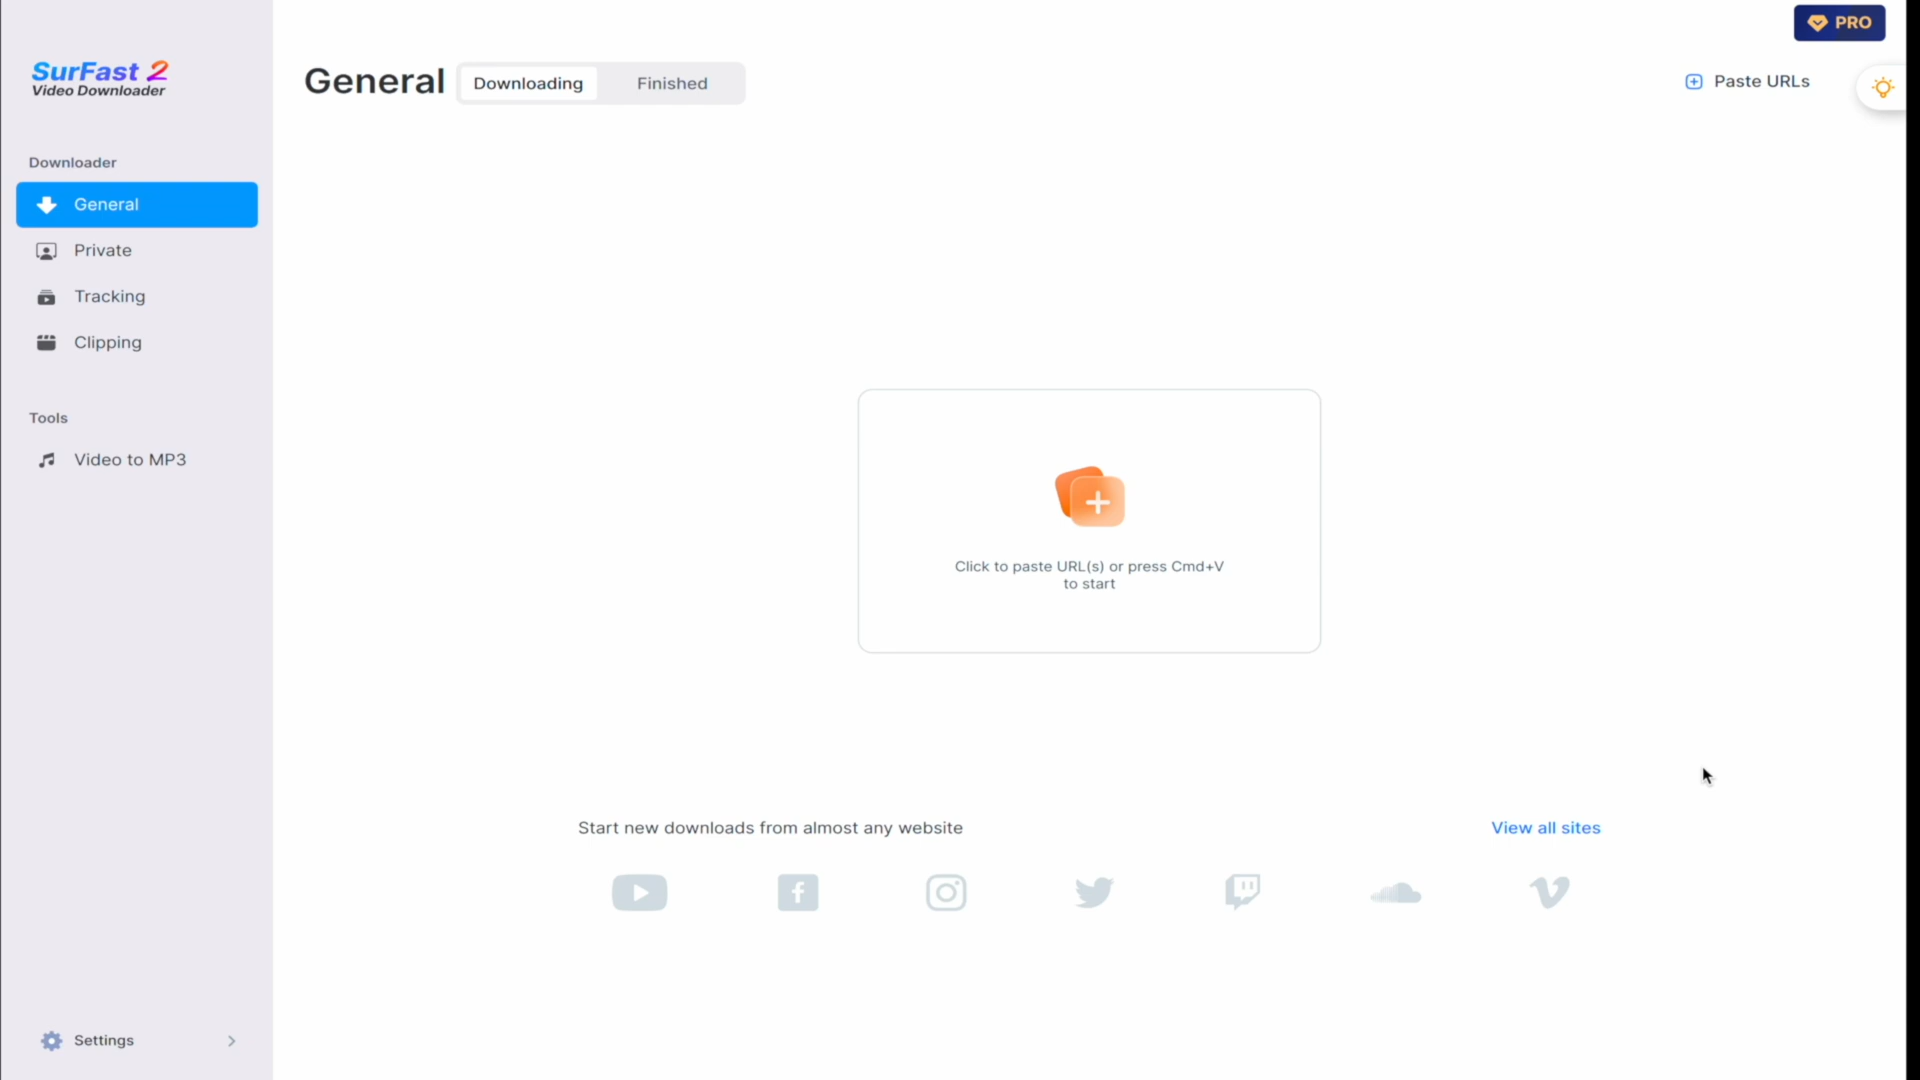 PRO
SurFast 2
Video Downloader
General
Downloading
Finished
Paste URLs
Downloader
General
Private
Tracking
Clipping
Tools
Video to MP3
Click to paste URL(s) or press Cmd+V
to start
Start new downloads from almost any website
View all sites
Settings